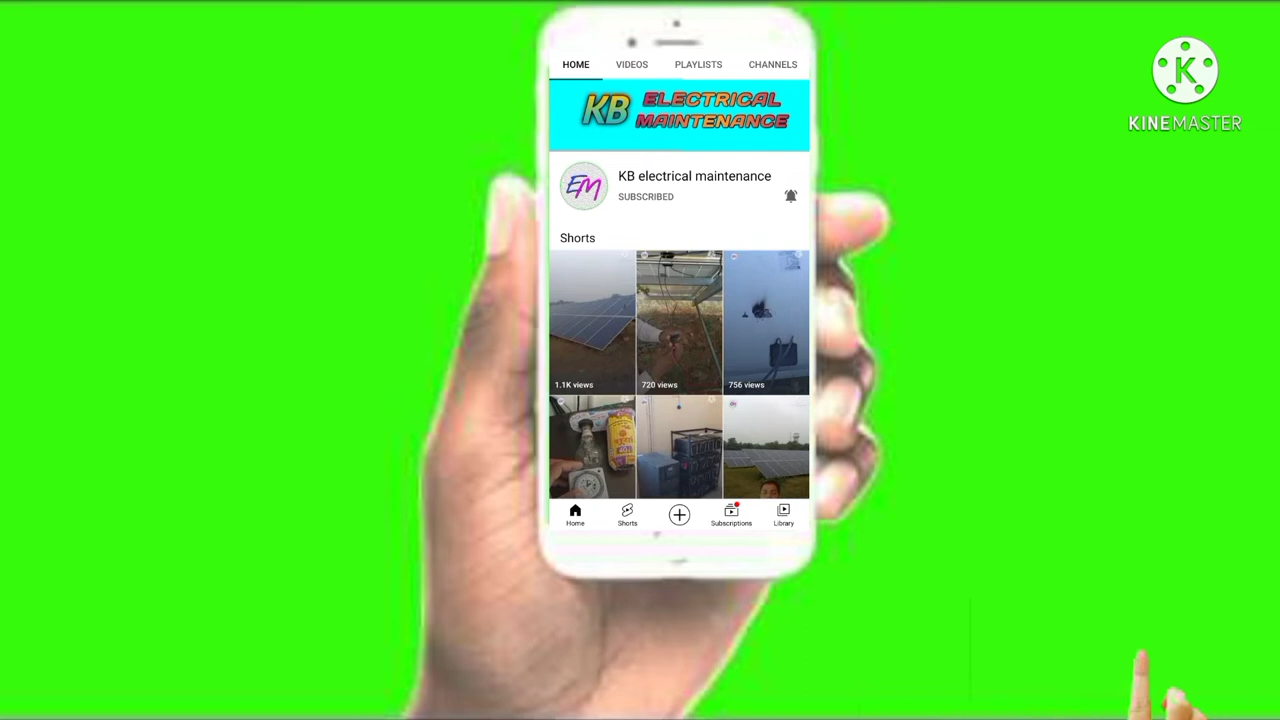 HOME VIDEOS PLAYLISTS CHANNELS
KB ELECTRICAL
MAINTENANCE
EM
KB electrical maintenance
SUBSCRIBED
Shorts
1.1K views 720 views 756 views
Home Shorts Subscriptions Library
K
KINEMASTER